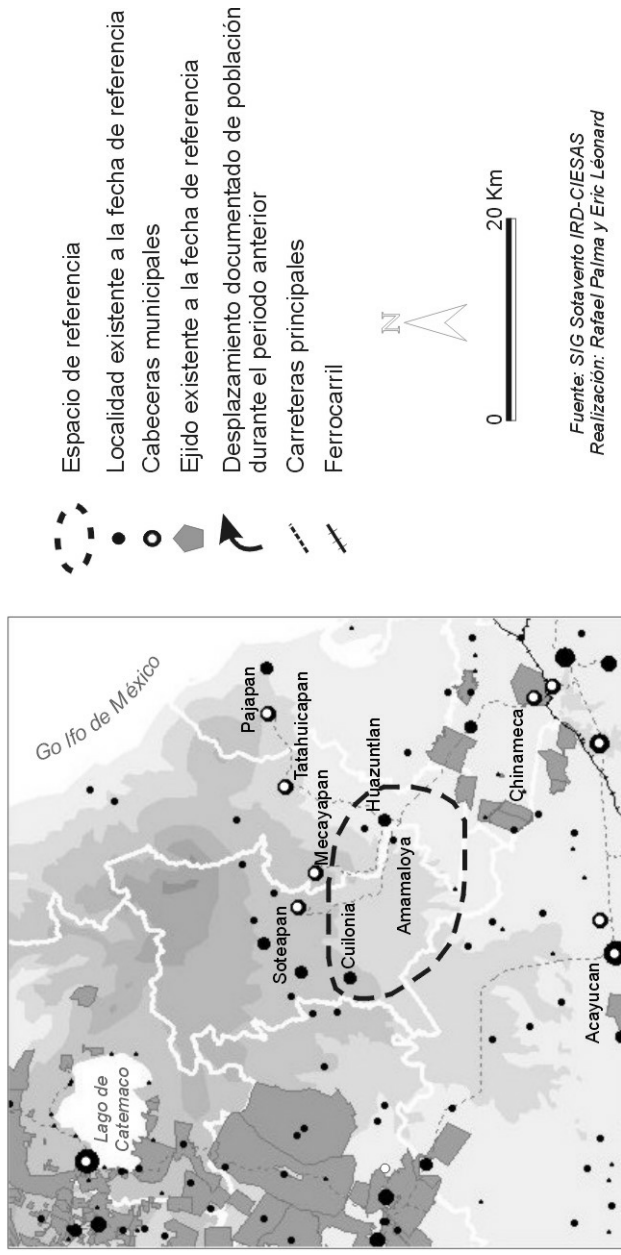 Go lfo de México
Lago de
Catemaco
Pajapan
Tatahuicapan
Mecayapan
Soteapan
Huazuntlan
Cuilonia
Amamaloya
Chinameca
Acayucan
Espacio de referencia
Localidad existente a la fecha de referencia
Cabeceras municipales
Ejido existente a la fecha de referencia
Desplazamiento documentado de población
durante el periodo anterior
Carreteras principales
Ferrocarril
N
0 20 Km
Fuente: SIG Sotavento IRD-CIESAS
Realización: Rafael Palma y Eric Léonard